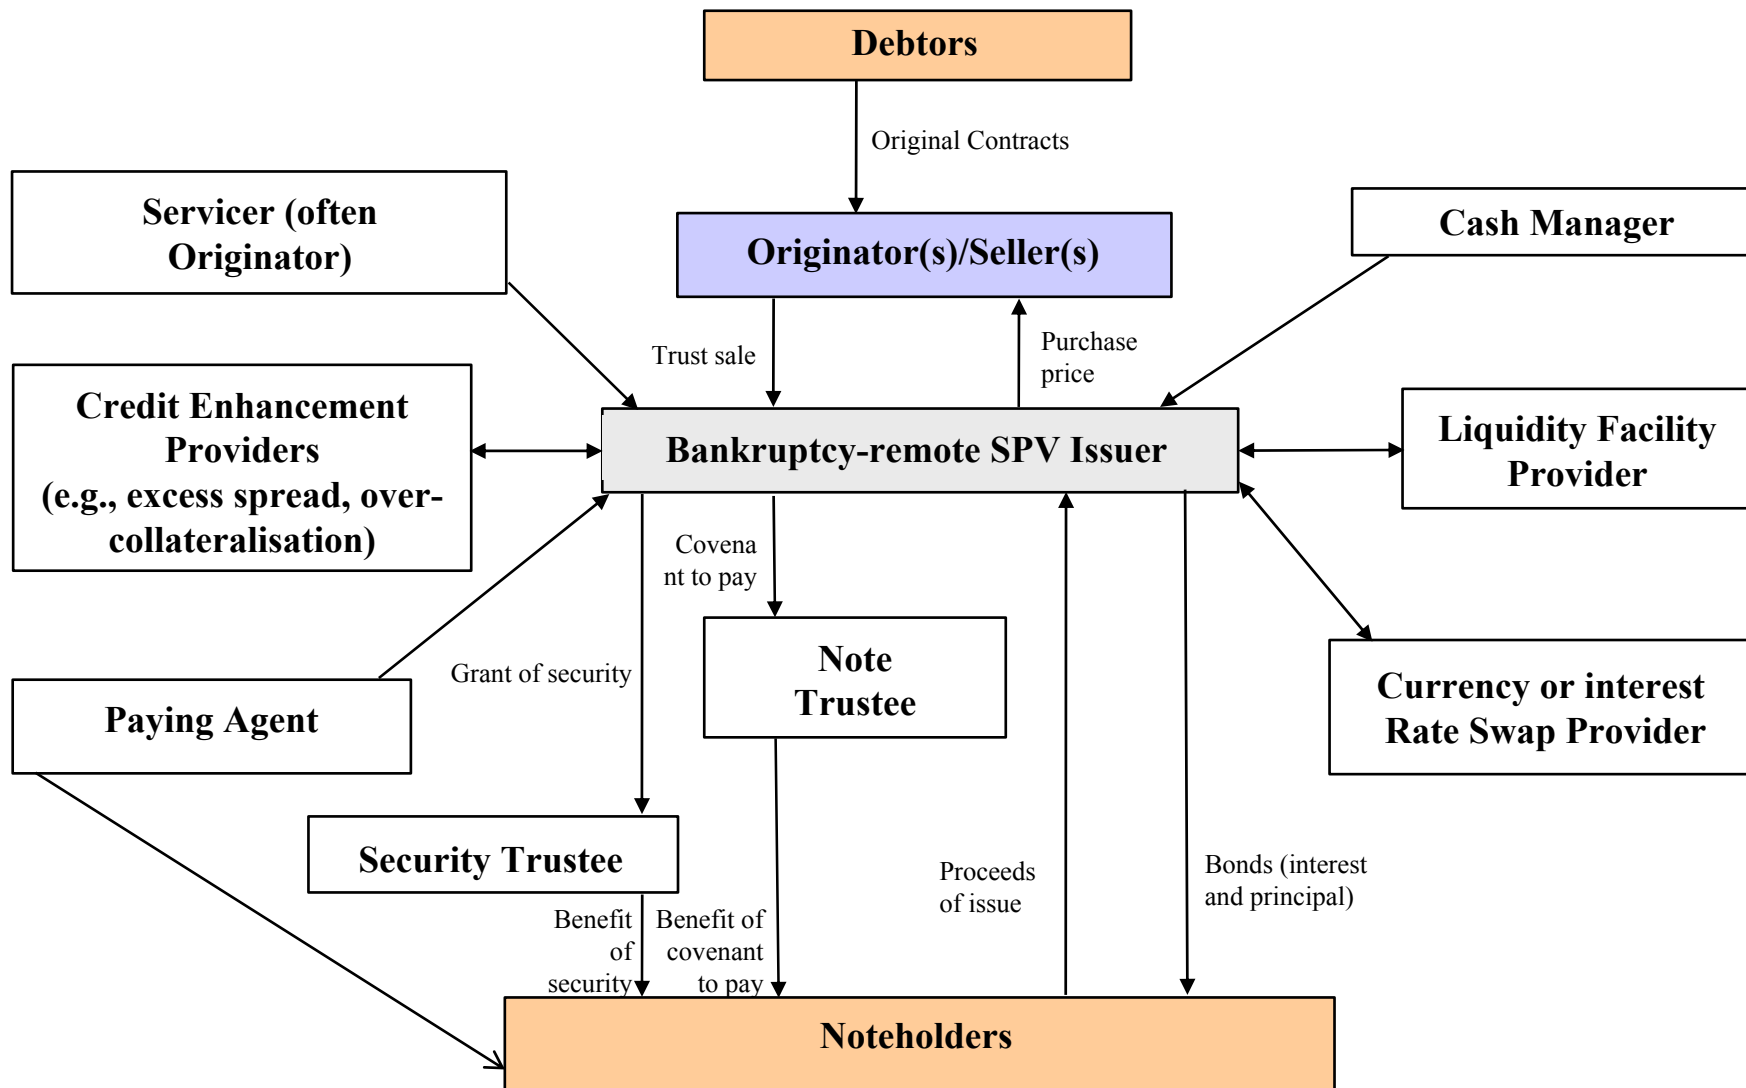 Debtors
Original Contracts
Servicer (often
Originator)
Originator(s)/Seller(s)
Cash Manager
Trust sale
Purchase
price
Credit Enhancement
Providers
(e.g., excess spread, over-
collateralisation)
Bankruptcy-remote SPV Issuer
Liquidity Facility
Provider
Covena
nt to pay
Grant of security
Note
Trustee
Paying Agent
Currency or interest
Rate Swap Provider
Security Trustee
Proceeds
of issue
Bonds (interest
and principal)
Benefit
of
security
Benefit of
covenant
to pay
Noteholders